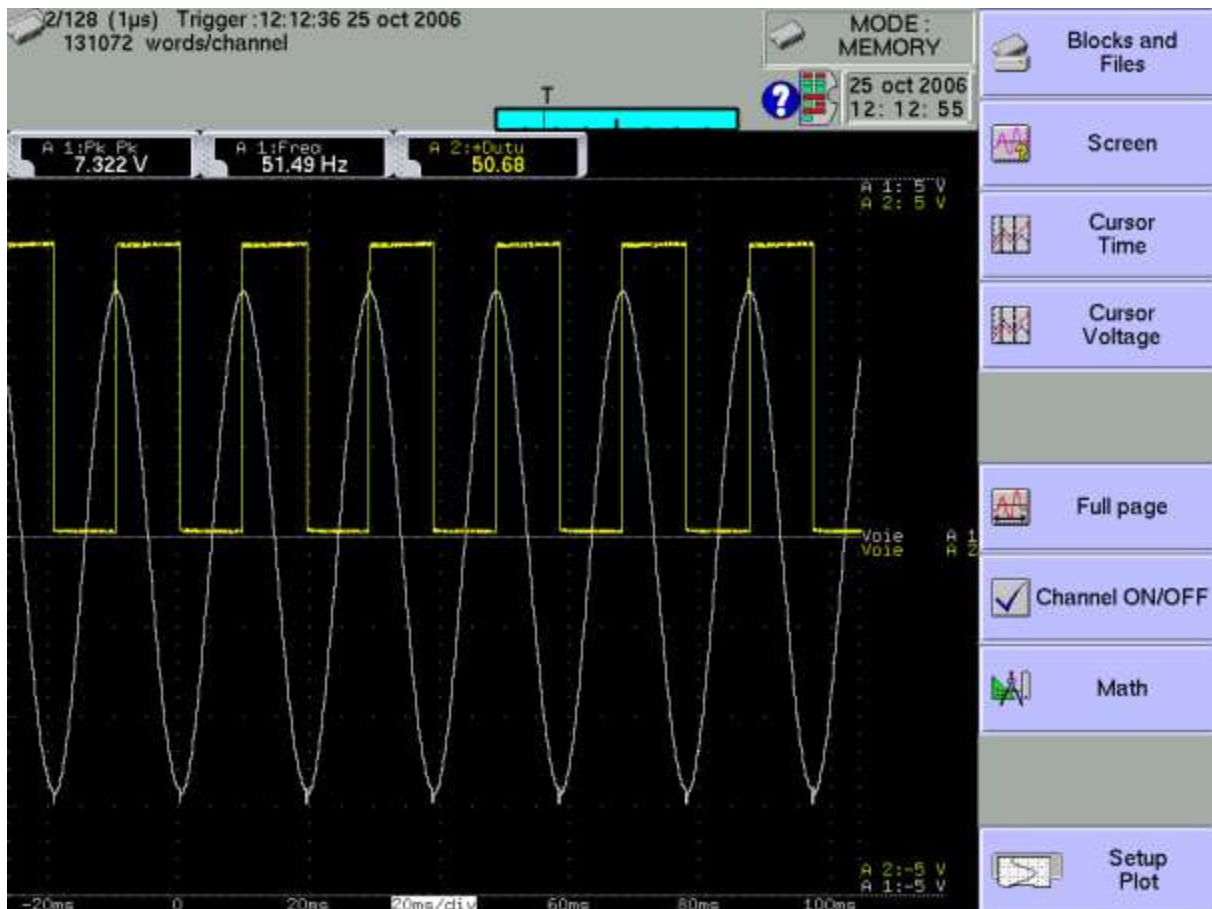 2/128 (1µs) Trigger :12:12:36 25 oct 2006
131072 words/channel
MODE :
MEMORY
25 oct 2006
12: 12: 55
T
A 1:Pk Pk
7.322 V
A 1:Freq
51.49 Hz
A 2:+Duty
50.68
A 1: 5 V
A 2: 5 V
Voie A 1
Voie A 2
A 2:-5 V
A 1:-5 V
-20ms 0 20ms 20ms/div 60ms 80ms 100ms
Blocks and
Files
Screen
Cursor
Time
Cursor
Voltage
Full page
Channel ON/OFF
Math
Setup
Plot